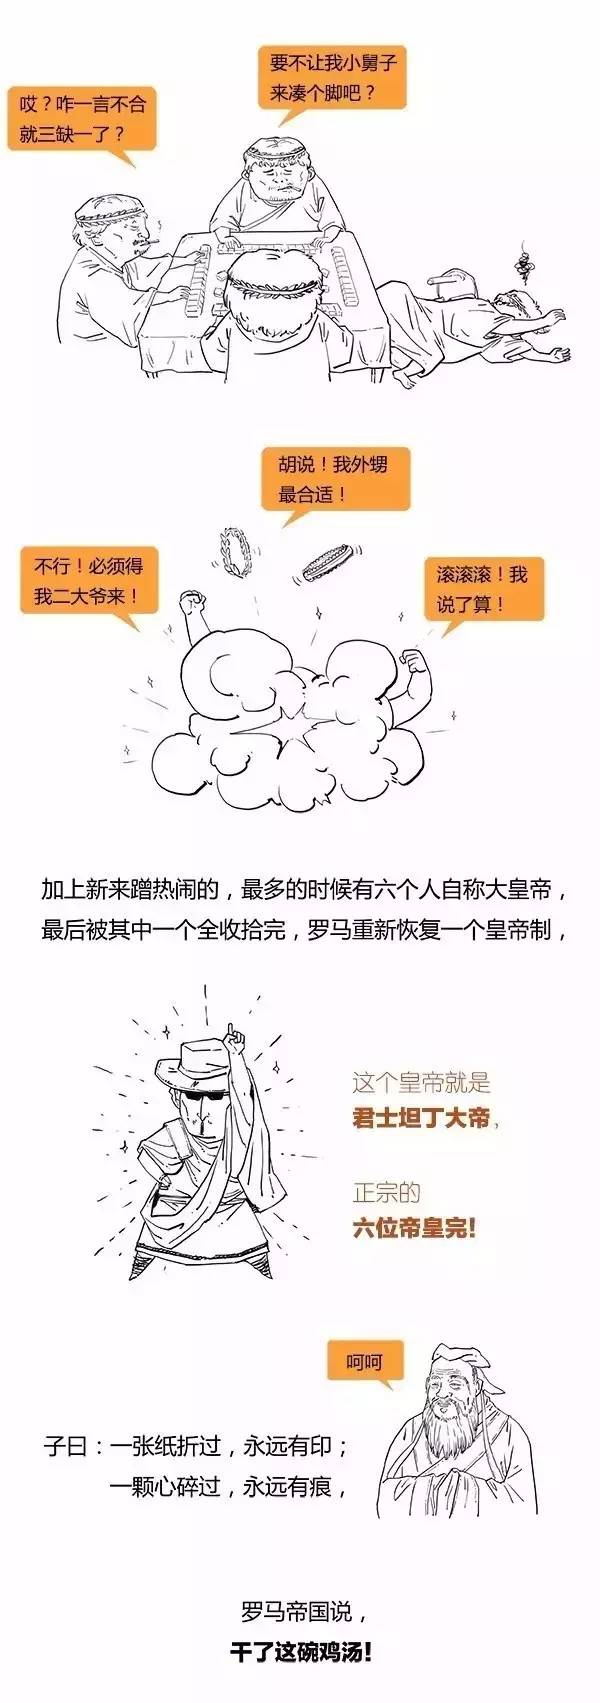 要不让我小舅子
来凑个脚吧？
哎？咋一言不合
就三缺一了？
胡说！我外甥
最合适！
不行！必须得
我二大爷来！
滚滚滚！我
说了算！
加上新来蹭热闹的，最多的时候有六个人自称大皇帝，
最后被其中一个全收拾完，罗马重新恢复一个皇帝制，
这个皇帝就是
君士坦丁大帝，
正宗的
六位帝皇完！
呵呵
子曰：一张纸折过，永远有印；
一颗心碎过，永远有痕，
罗马帝国说，
干了这碗鸡汤！